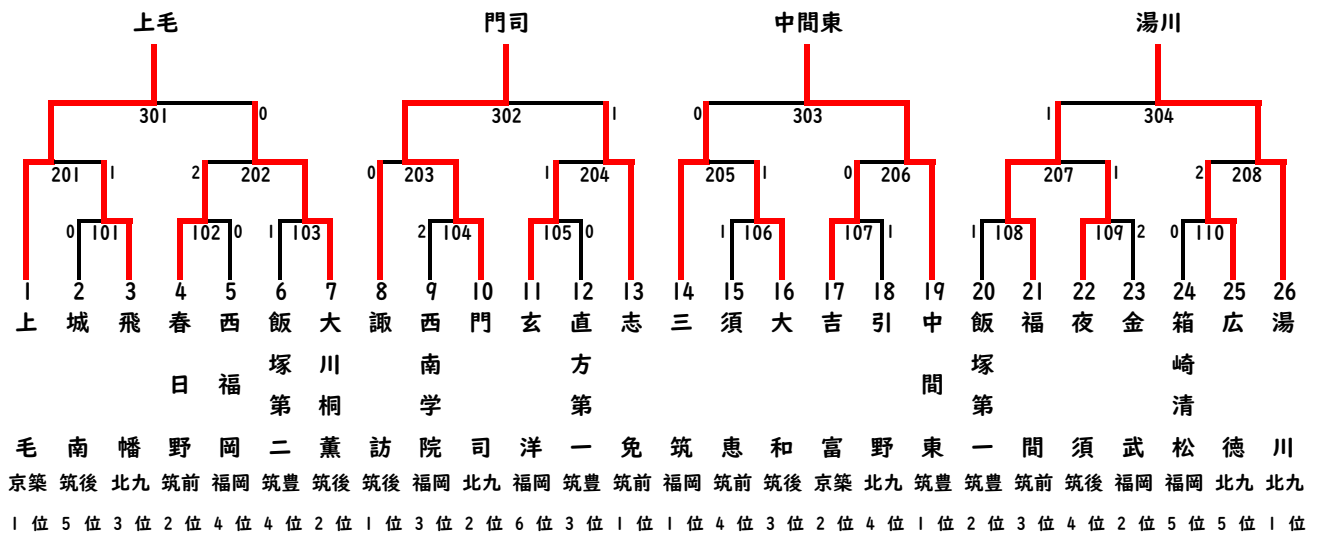 上毛 門司 中間東 湯川
301 0 302 1 0 303 1 304
201 1 2 202 0 203 1 204 205 1 0 206 207 1 2 208
0 101 102 0 1 103 2 104 105 0 1 106 107 1 1 108 109 2 0 110
1 2 3 4 5 6 7 8 9 10 11 12 13 14 15 16 17 18 19 20 21 22 23 24 25 26
上毛
城南
飛幡
春日野
西福岡
飯塚第二
大川桐薫
諏訪
西南学院
門司
玄洋
直方第一
志免
三筑
須恵
大和
吉富
引野
中間東
飯塚第一
福間
夜須
金武
箱崎清松
広徳
湯川
京築 筑後 北九 筑前 福岡 筑豊 筑後 筑後 福岡 北九 福岡 筑豊 筑前 福岡 筑前 筑後 京築 北九 筑豊 筑豊 筑前 筑後 福岡 福岡 北九 北九
1位 5位 3位 2位 4位 4位 2位 1位 3位 2位 6位 3位 1位 1位 4位 3位 2位 4位 1位 2位 3位 4位 2位 5位 5位 1位